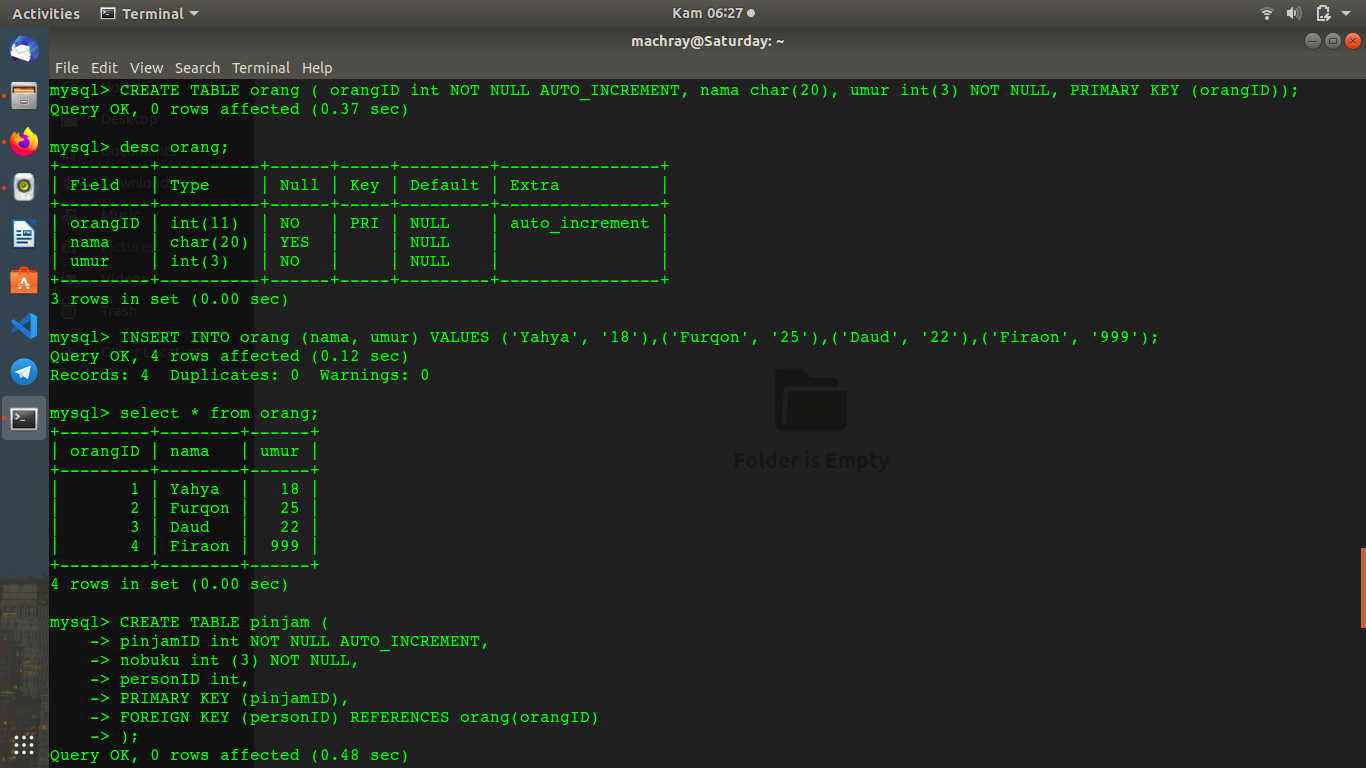 Activities Terminal Kam 06:27
machray@Saturday: ~
File Edit View Search Terminal Help
mysql> CREATE TABLE orang ( orangID int NOT NULL AUTO_INCREMENT, nama char(20), umur int(3) NOT NULL, PRIMARY KEY (orangID));
Query OK, 0 rows affected (0.37 sec)
Desktop
mysql> desc orang;
+---------+----------+------+-----+---------+----------------+
| Field   | Type     | Null | Key | Default | Extra          |
+---------+----------+------+-----+---------+----------------+
| orangID | int(11)  | NO   | PRI | NULL    | auto_increment |
| nama    | char(20) | YES  |     | NULL    |                |
| umur    | int(3)   | NO   |     | NULL    |                |
+---------+----------+------+-----+---------+----------------+
3 rows in set (0.00 sec)
Trash
mysql> INSERT INTO orang (nama, umur) VALUES ('Yahya', '18'),('Furqon', '25'),('Daud', '22'),('Firaon', '999');
Query OK, 4 rows affected (0.12 sec)
Records: 4  Duplicates: 0  Warnings: 0
mysql> select * from orang;
+---------+--------+------+
| orangID | nama   | umur |
+---------+--------+------+
|       1 | Yahya  |   18 |
|       2 | Furqon |   25 |
|       3 | Daud   |   22 |
|       4 | Firaon |  999 |
+---------+--------+------+
Folder is Empty
4 rows in set (0.00 sec)
mysql> CREATE TABLE pinjam (
    -> pinjamID int NOT NULL AUTO_INCREMENT,
    -> nobuku int (3) NOT NULL,
    -> personID int,
    -> PRIMARY KEY (pinjamID),
    -> FOREIGN KEY (personID) REFERENCES orang(orangID)
    -> );
Query OK, 0 rows affected (0.48 sec)